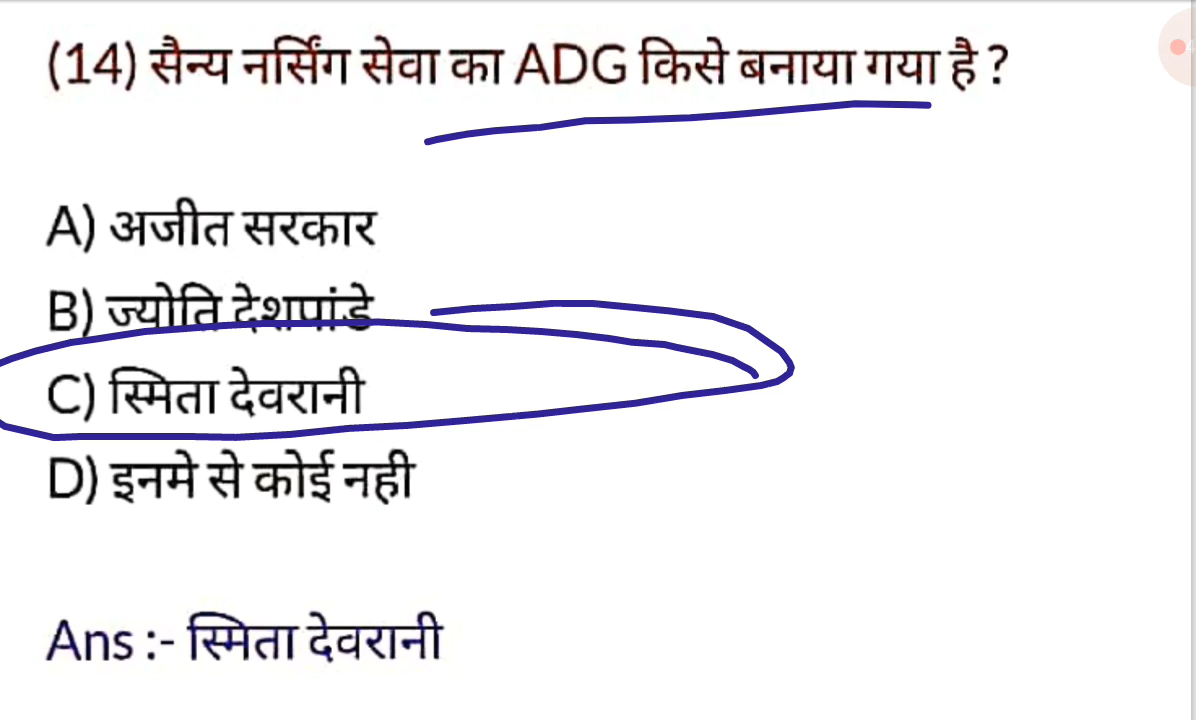 (14) सैन्य नर्सिंग सेवा का ADG किसे बनाया गया है ?
A) अजीत सरकार
B) ज्योति देशपांडे
C) स्मिता देवरानी
D) इनमे से कोई नही
Ans :- स्मिता देवरानी